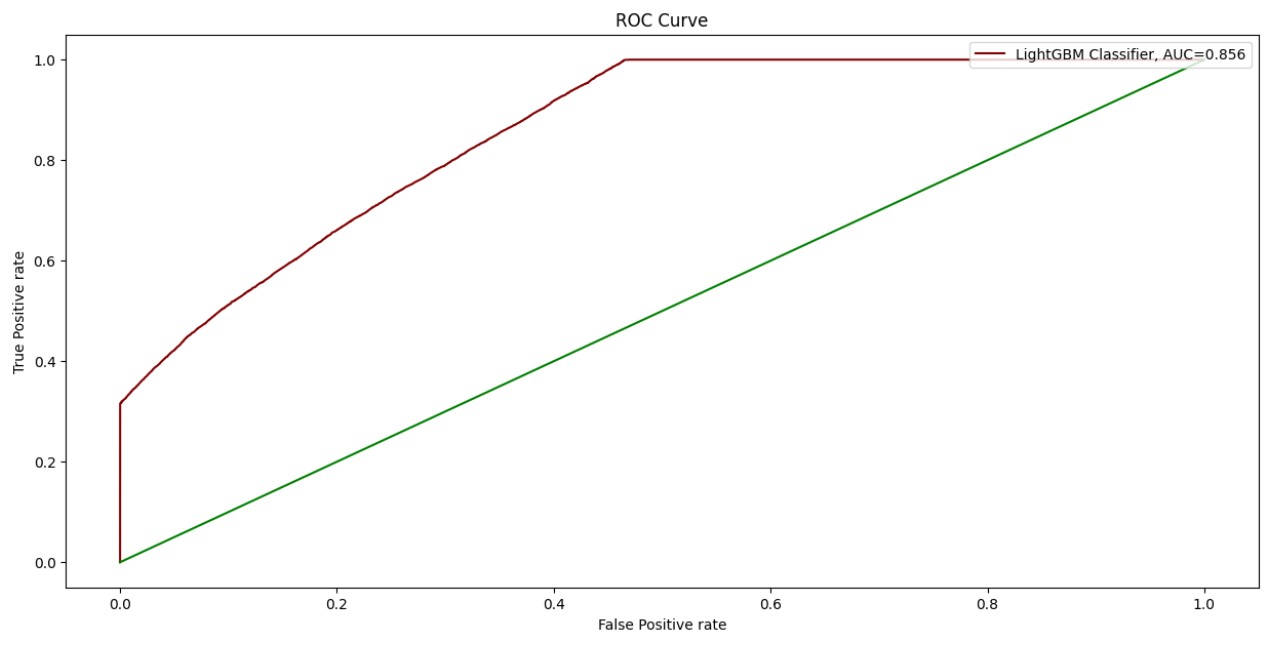 ROC Curve
LightGBM Classifier, AUC=0.856
1.0
0.8
0.6
0.4
0.2
0.0
True Positive rate
0.0 0.2 0.4 0.6 0.8 1.0
False Positive rate